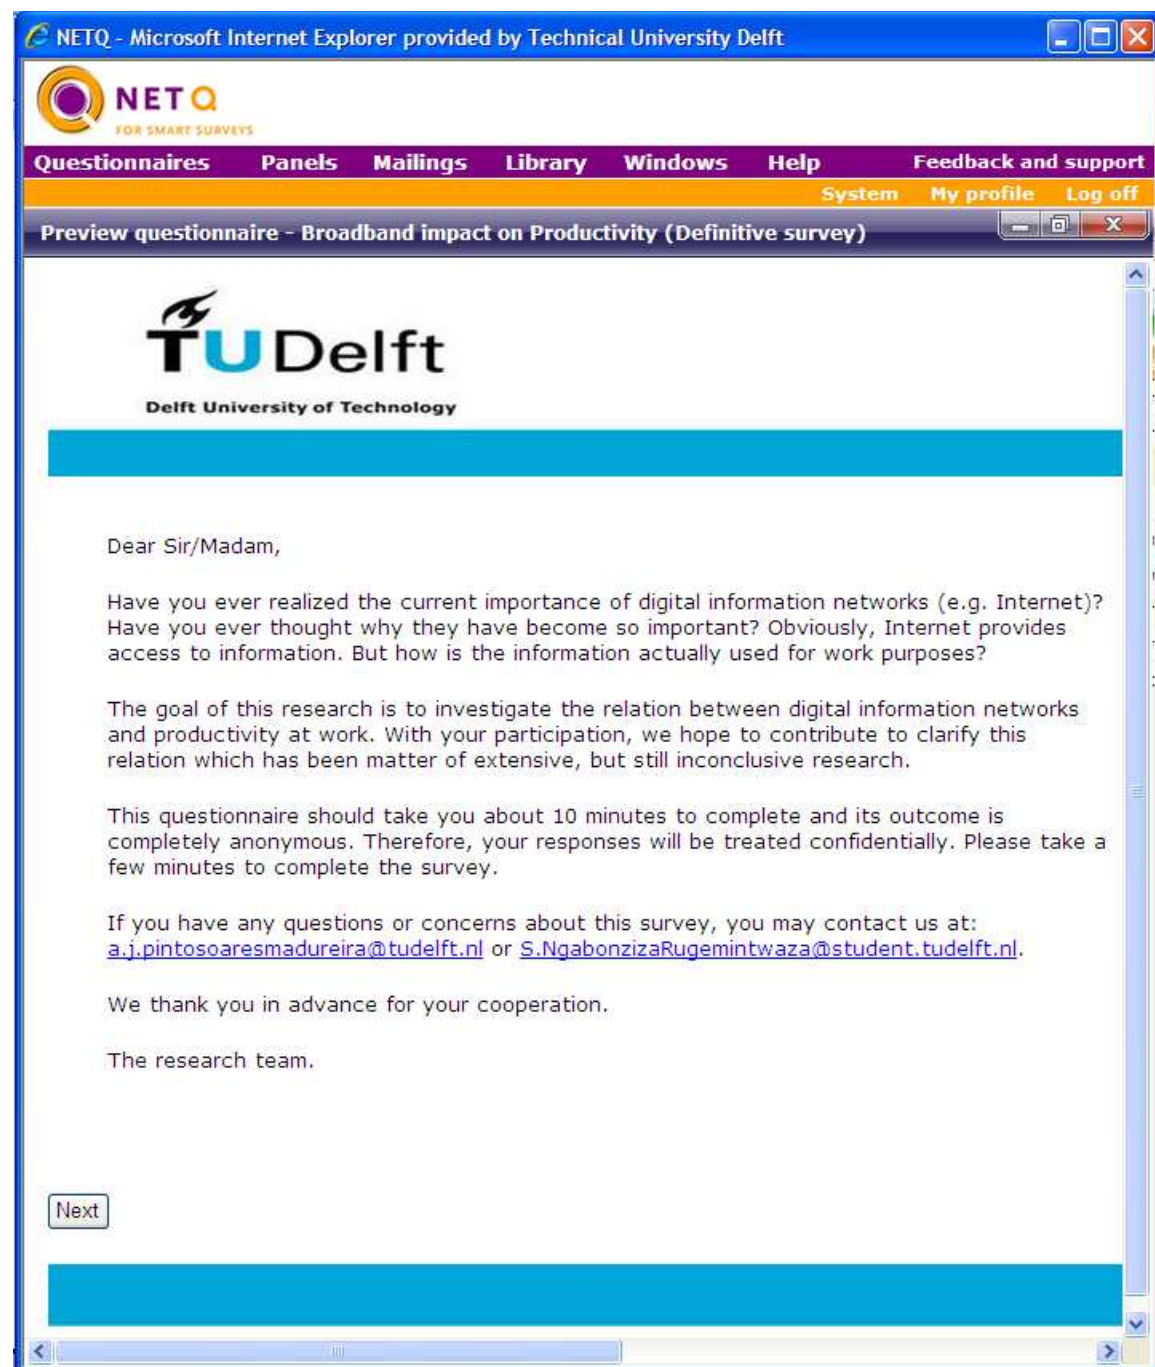 NETQ - Microsoft Internet Explorer provided by Technical University Delft
NET Q
FOR SMART SURVEYS
Questionnaires Panels Mailings Library Windows Help Feedback and support
System My profile Log off
Preview questionnaire - Broadband impact on Productivity (Definitive survey)
TU Delft
Delft University of Technology
Dear Sir/Madam,
Have you ever realized the current importance of digital information networks (e.g. Internet)?
Have you ever thought why they have become so important? Obviously, Internet provides
access to information. But how is the information actually used for work purposes?
The goal of this research is to investigate the relation between digital information networks
and productivity at work. With your participation, we hope to contribute to clarify this
relation which has been matter of extensive, but still inconclusive research.
This questionnaire should take you about 10 minutes to complete and its outcome is
completely anonymous. Therefore, your responses will be treated confidentially. Please take a
few minutes to complete the survey.
If you have any questions or concerns about this survey, you may contact us at:
a.j.pintosoaresmadureira@tudelft.nl or S.NgabonzizaRugemintwaza@student.tudelft.nl.
We thank you in advance for your cooperation.
The research team.
Next